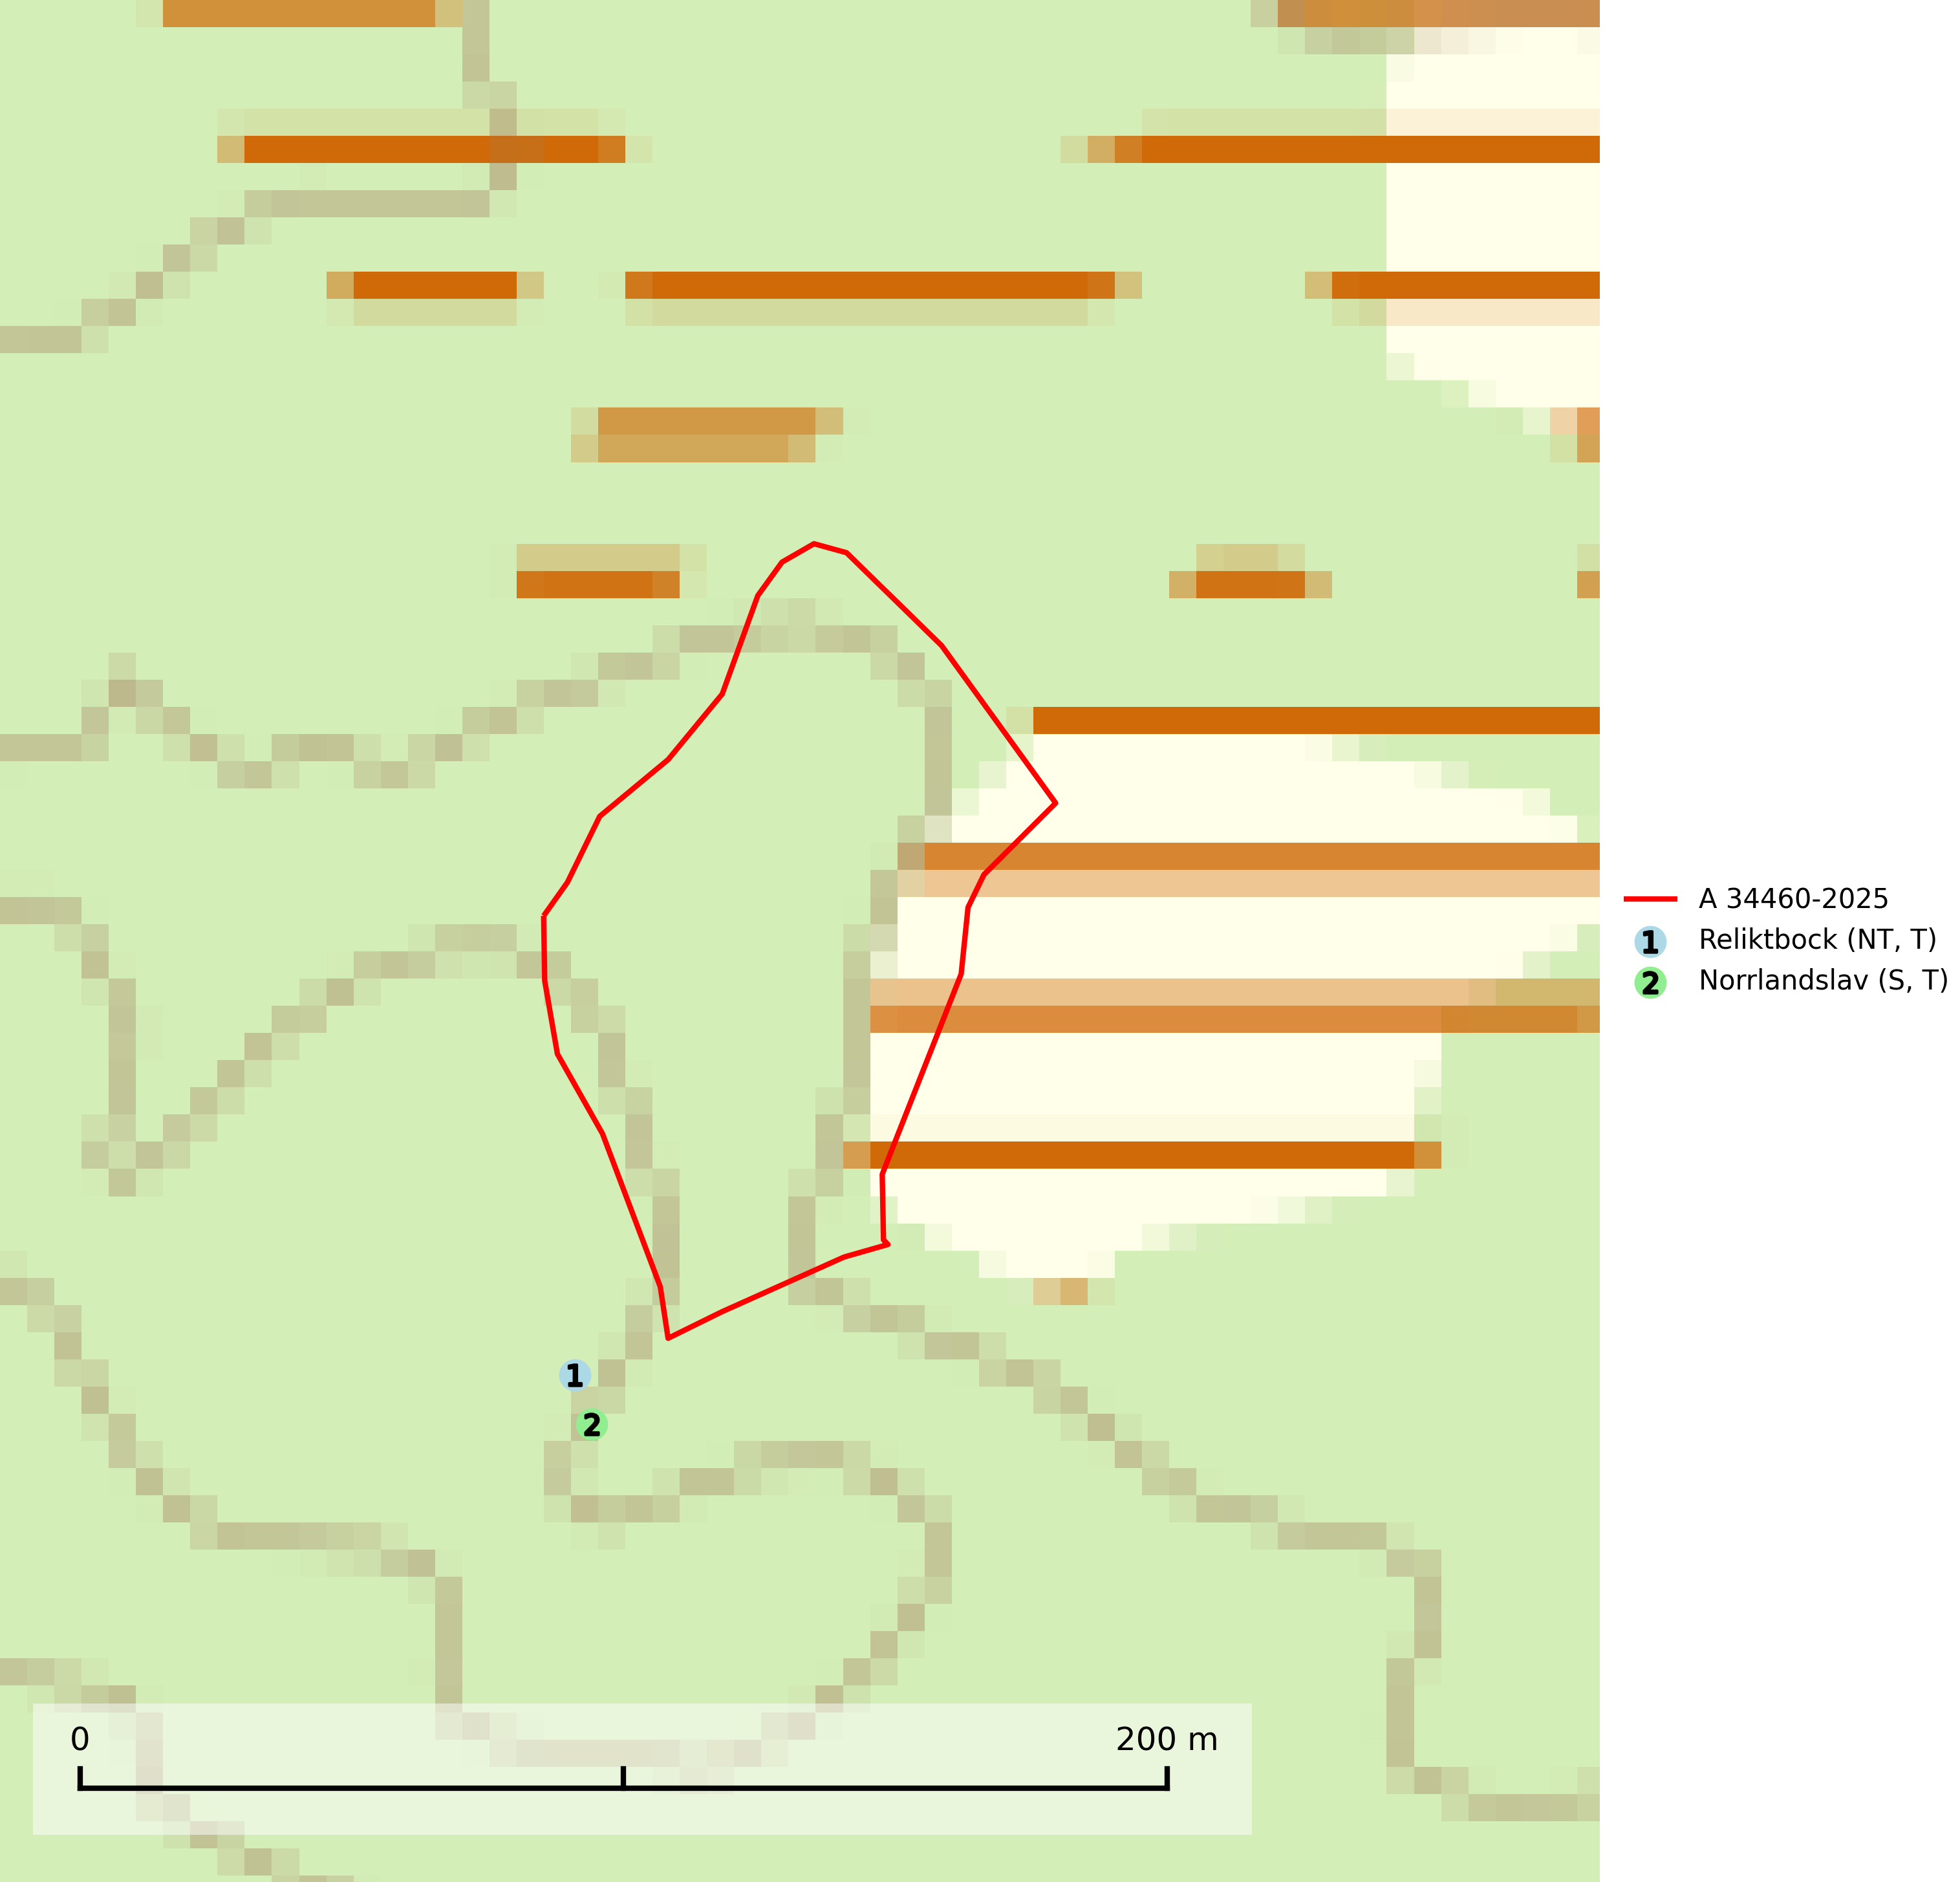 A 34460-2025
1 Reliktbock (NT, T)
2 Norrlandslav (S, T)
1
2
0 200 m